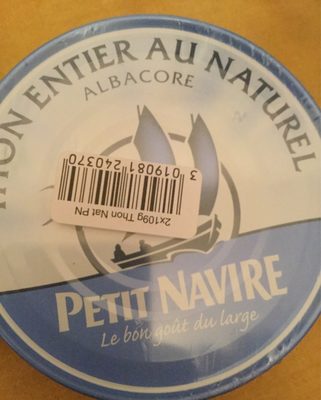 THON ENTIER AU NATUREL
ALBACORE
3 019081 240370
2x109g Thon Nat PN
PETIT NAVIRE
Le bon goût du large